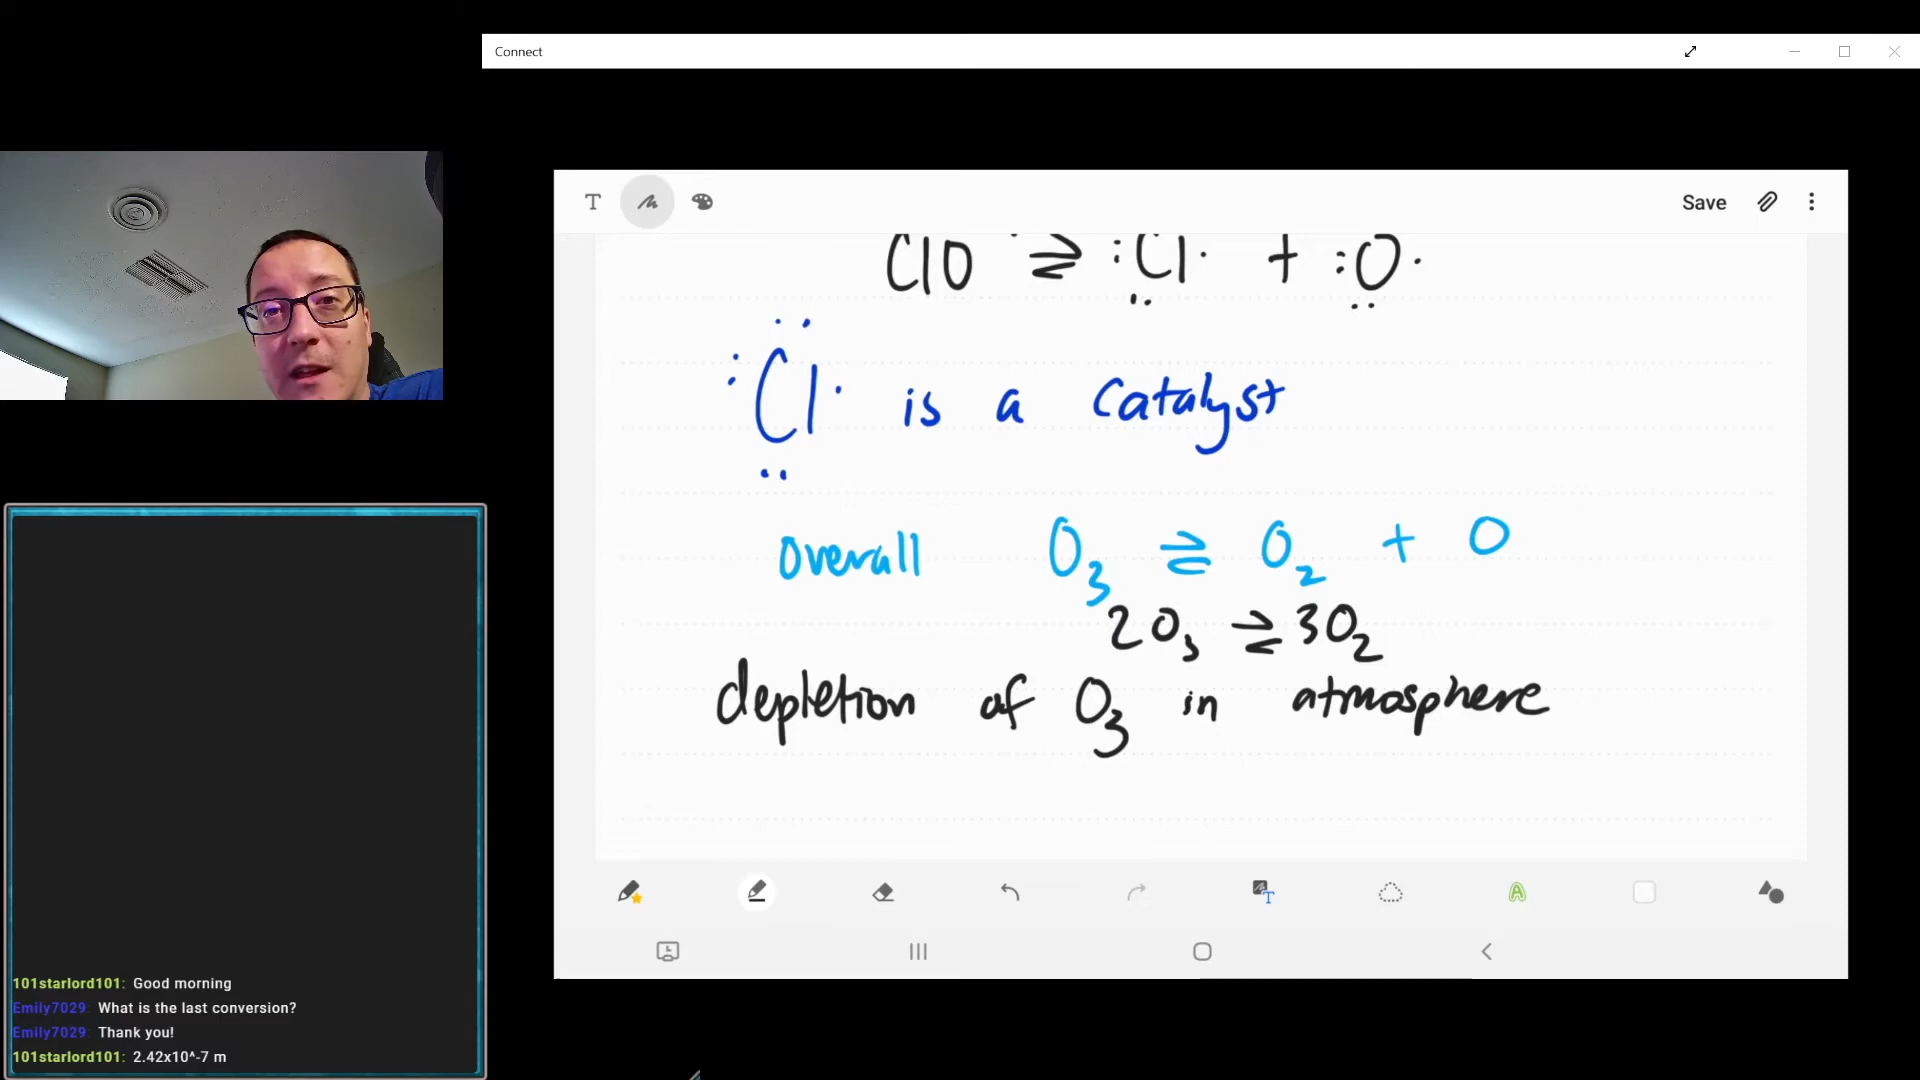 Connect
T Save
ClO ⇌ :Cl· + :O·
:Cl· is a catalyst
overall O₃ ⇌ O₂ + O
2O₃ ⇌ 3O₂
depletion of O₃ in atmosphere
101starlord101: Good morning
Emily7029: What is the last conversion?
Emily7029: Thank you!
101starlord101: 2.42x10^-7 m